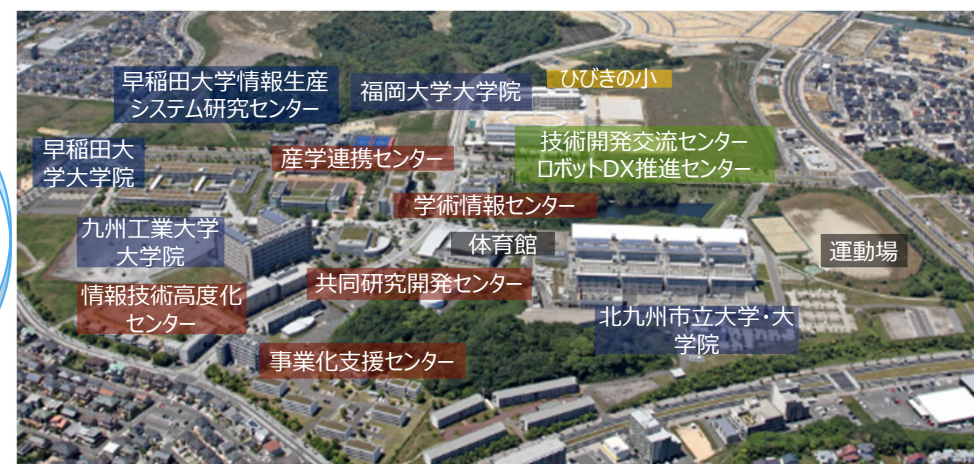 早稲田大学情報生産
システム研究センター
福岡大学大学院
ひびきの小
早稲田大
学大学院
産学連携センター
技術開発交流センター
ロボットDX推進センター
学術情報センター
九州工業大学
大学院
体育館
運動場
情報技術高度化
センター
共同研究開発センター
北九州市立大学・大
学院
事業化支援センター